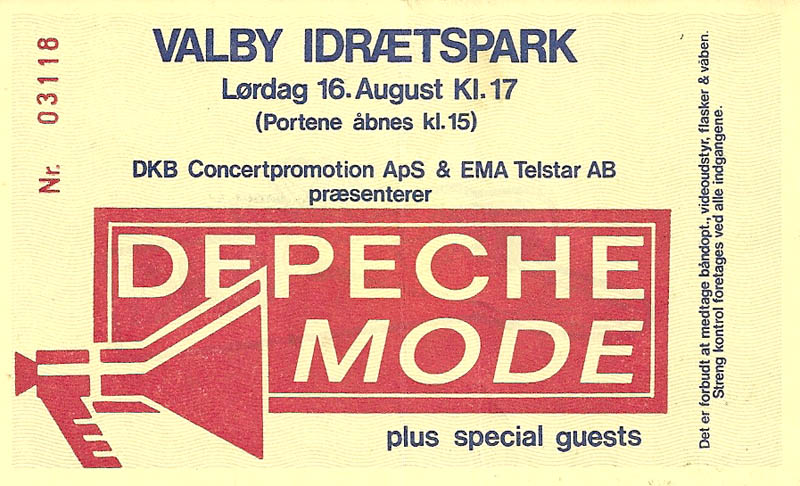 Nr. 03118
VALBY IDRÆTSPARK
Lørdag 16. August Kl. 17
(Portene åbnes kl. 15)
DKB Concertpromotion ApS & EMA Telstar AB
præsenterer
DEPECHE
MODE
plus special guests
Det er forbudt at medtage båndopt., videoudstyr, flasker & våben.
Streng kontrol foretages ved alle indgangene.